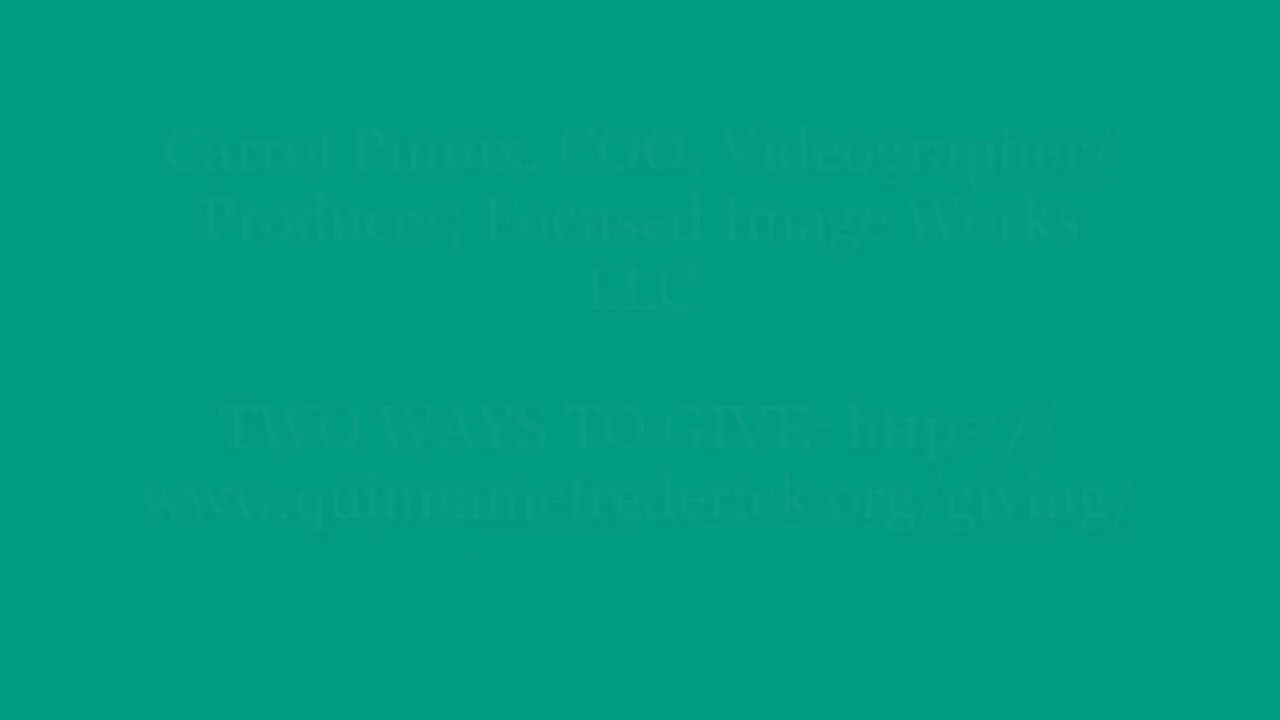 Carrol Pinnix, COO, Videographer/
Producer; Focused Image Works
LLC
TWO WAYS TO GIVE: https://
www.quinnamefrederick.org/giving/